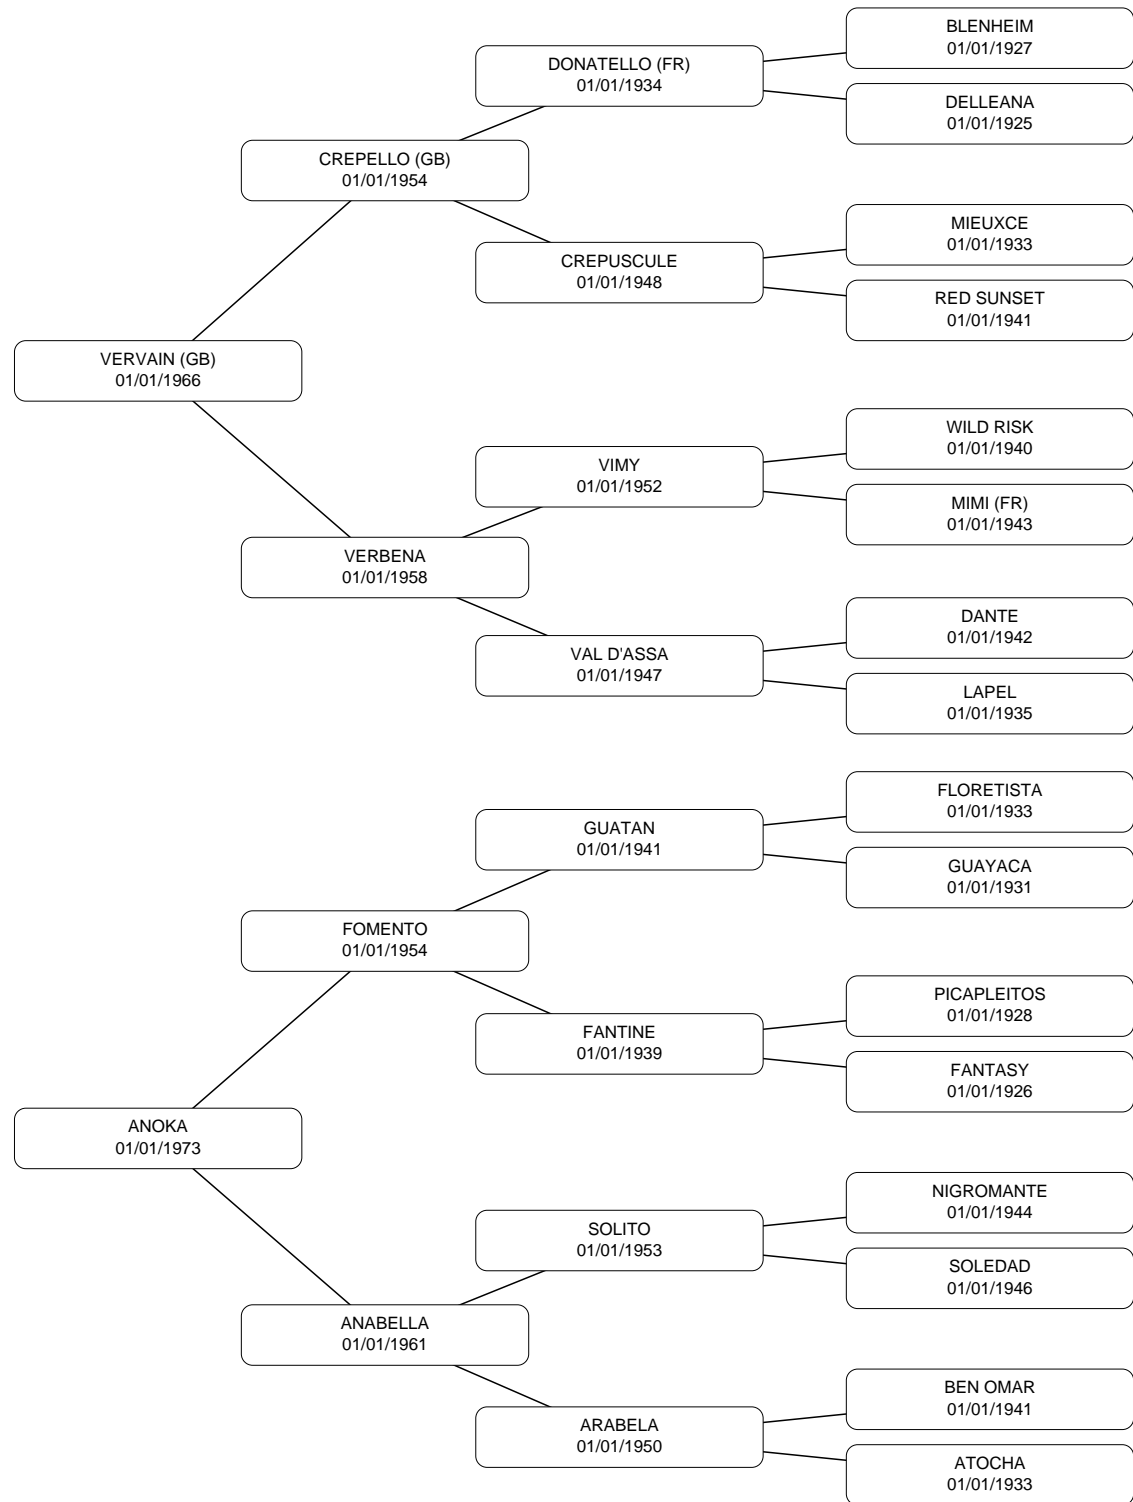 BLENHEIM
01/01/1927
DONATELLO (FR)
01/01/1934
DELLEANA
01/01/1925
CREPELLO (GB)
01/01/1954
MIEUXCE
01/01/1933
CREPUSCULE
01/01/1948
RED SUNSET
01/01/1941
VERVAIN (GB)
01/01/1966
WILD RISK
01/01/1940
VIMY
01/01/1952
MIMI (FR)
01/01/1943
VERBENA
01/01/1958
DANTE
01/01/1942
VAL D'ASSA
01/01/1947
LAPEL
01/01/1935
FLORETISTA
01/01/1933
GUATAN
01/01/1941
GUAYACA
01/01/1931
FOMENTO
01/01/1954
PICAPLEITOS
01/01/1928
FANTINE
01/01/1939
FANTASY
01/01/1926
ANOKA
01/01/1973
NIGROMANTE
01/01/1944
SOLITO
01/01/1953
SOLEDAD
01/01/1946
ANABELLA
01/01/1961
BEN OMAR
01/01/1941
ARABELA
01/01/1950
ATOCHA
01/01/1933